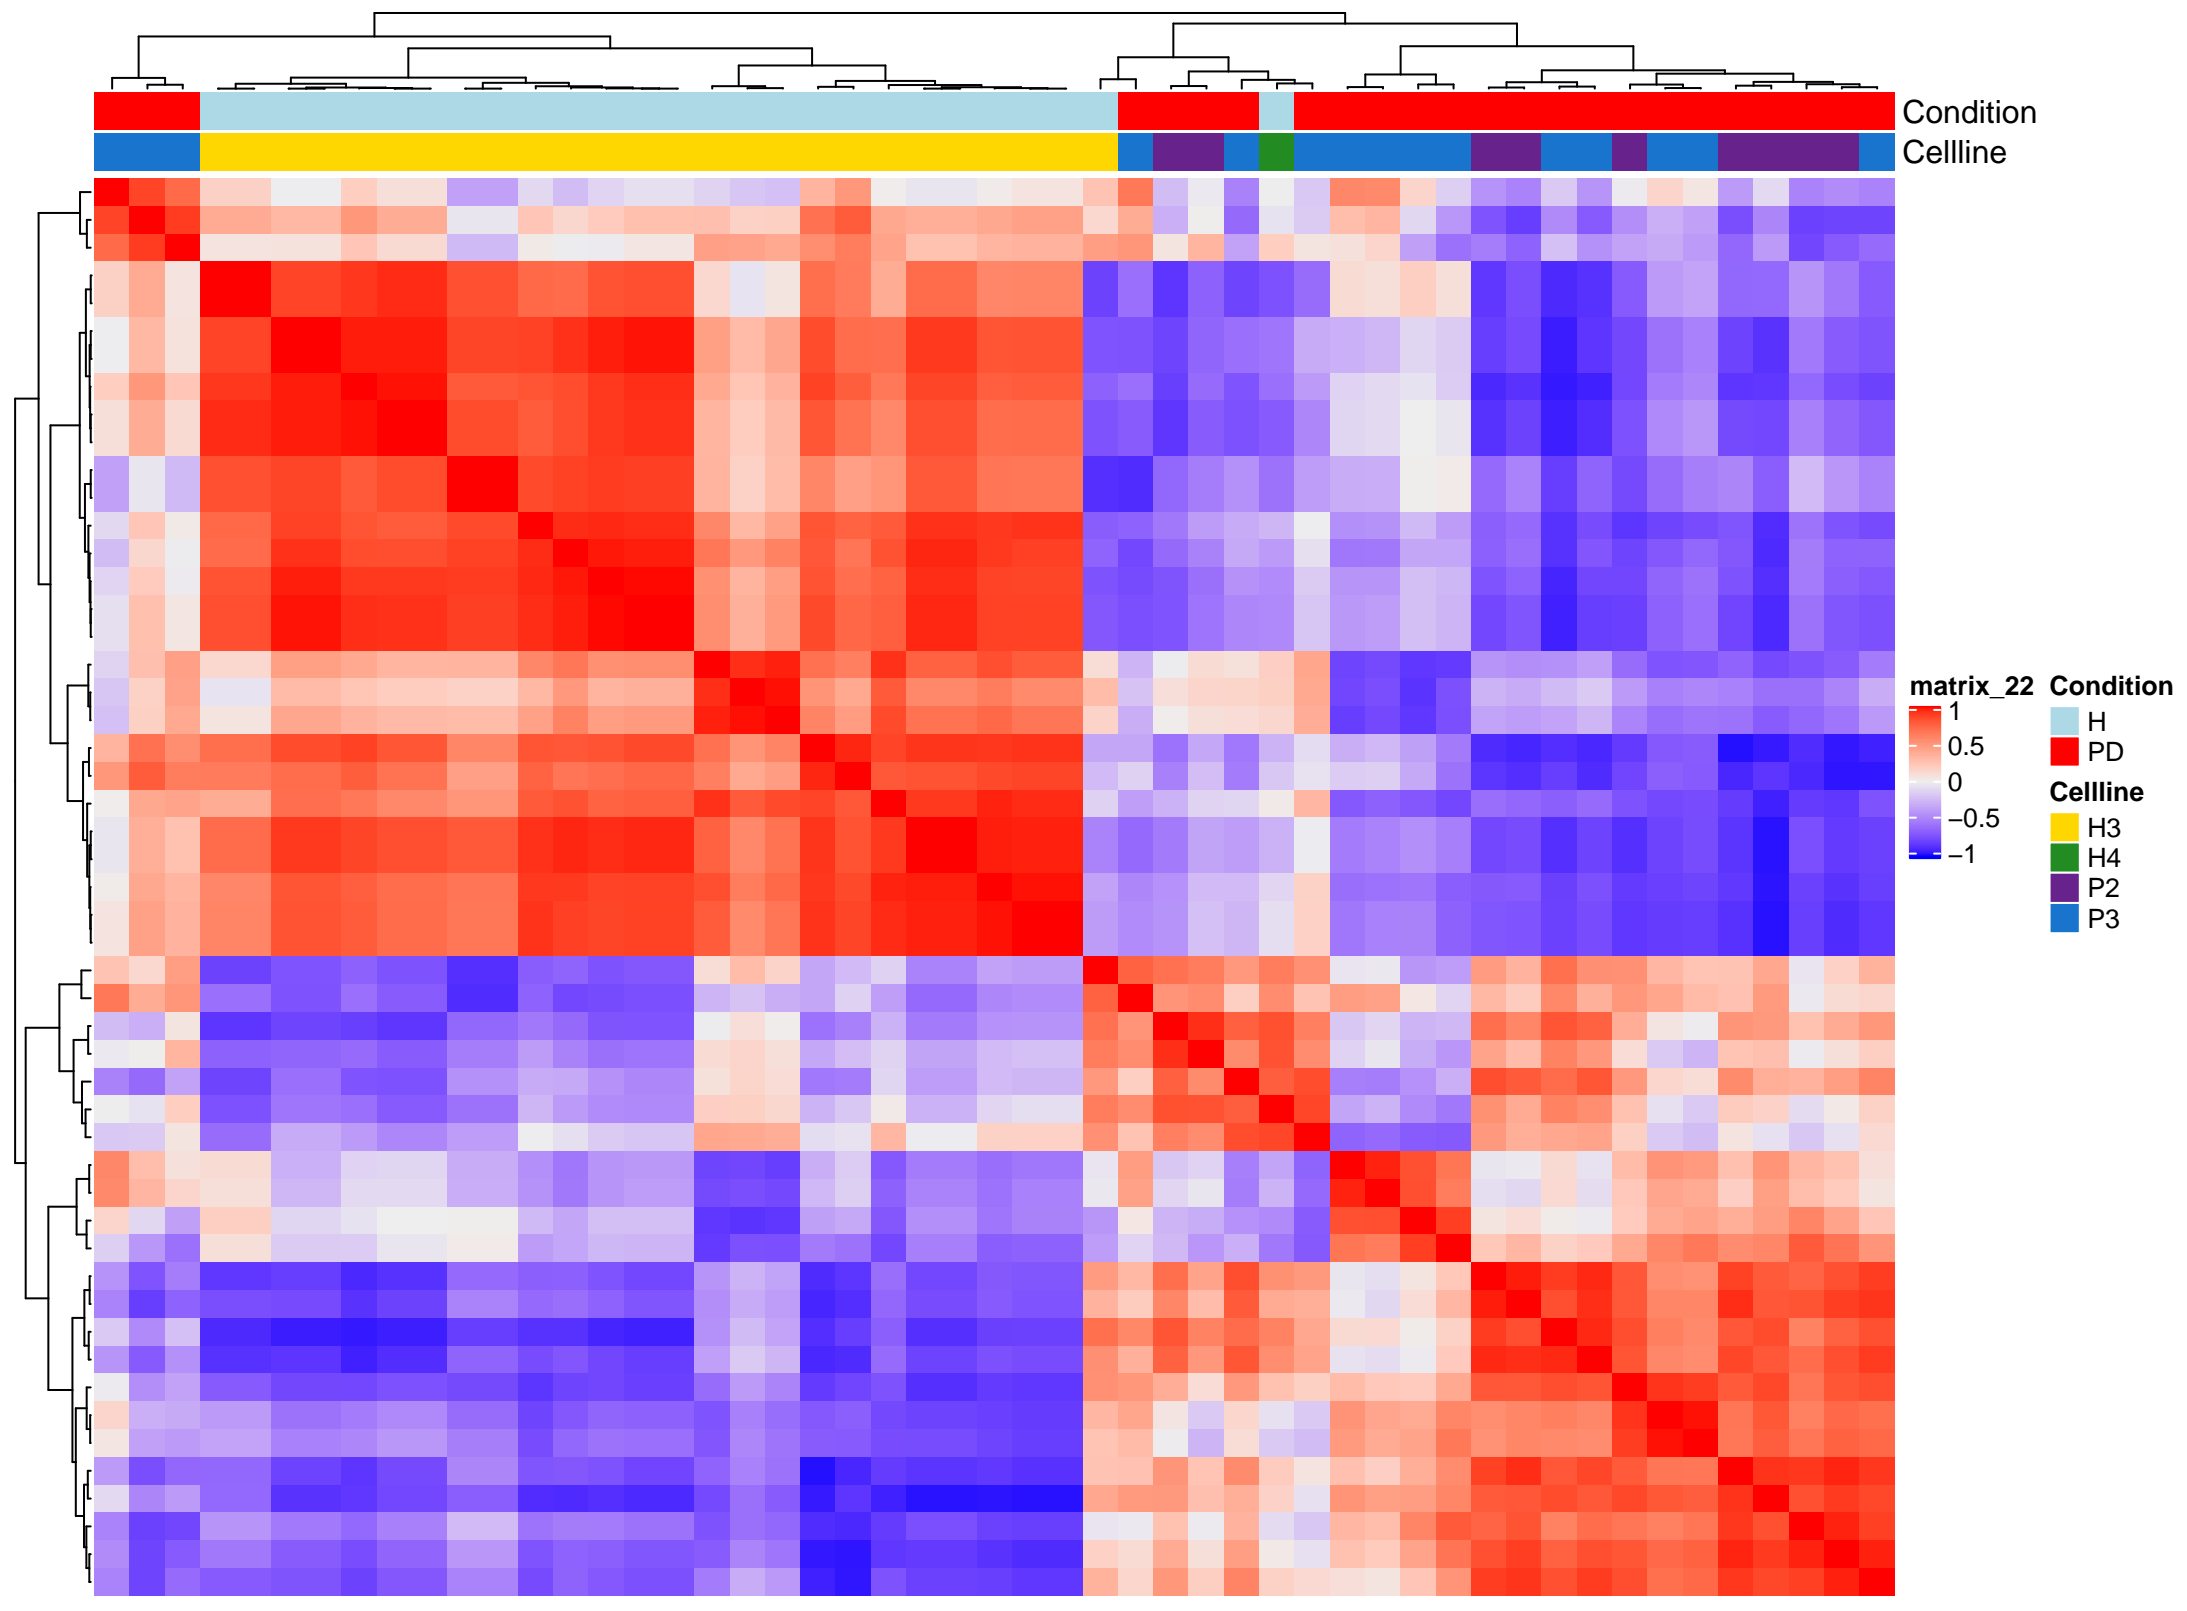 Condition
Cellline
matrix_22
1
0.5
0
−0.5
−1
Condition
H
PD
Cellline
H3
H4
P2
P3